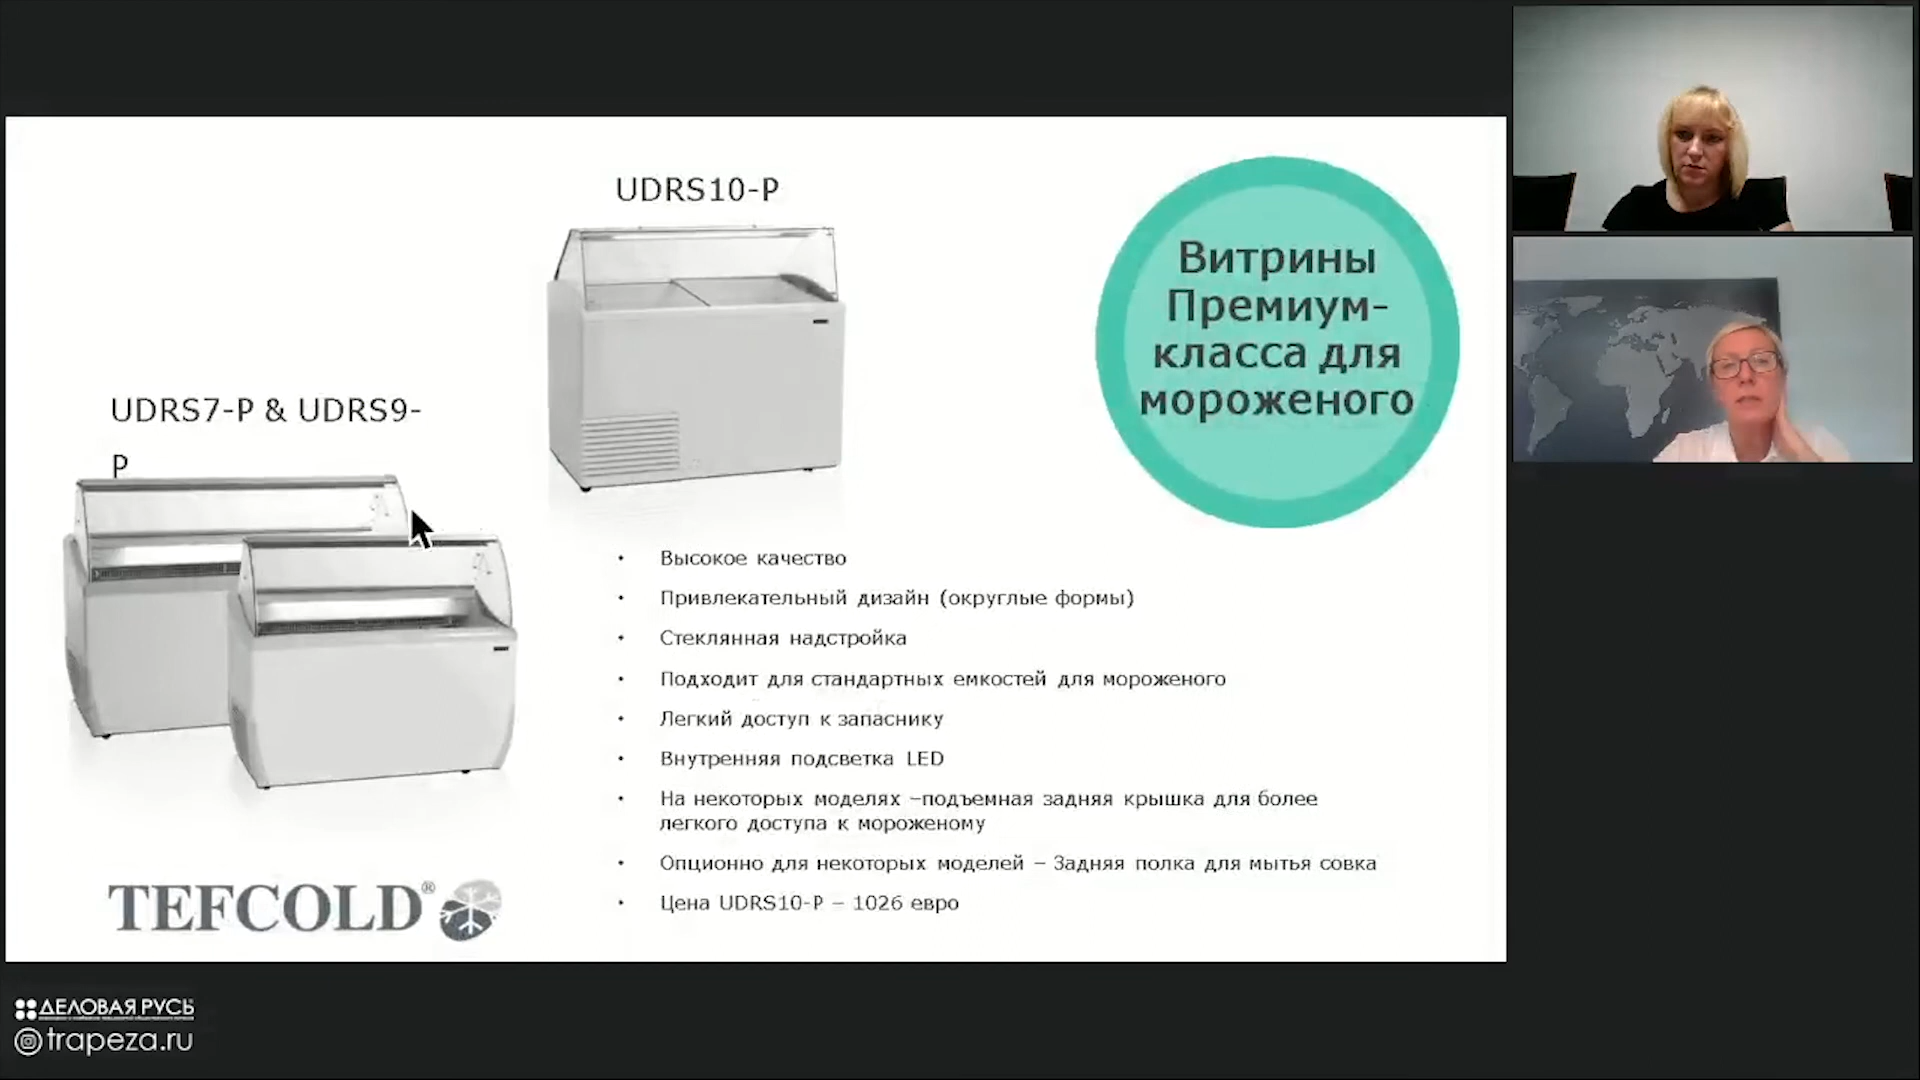 UDRS10-P
Витрины
Премиум-
класса для
мороженого
UDRS7-P & UDRS9-
P
• Высокое качество
• Привлекательный дизайн (округлые формы)
• Стеклянная надстройка
• Подходит для стандартных емкостей для мороженого
• Легкий доступ к запаснику
• Внутренняя подсветка LED
• На некоторых моделях –подъемная задняя крышка для более
легкого доступа к мороженому
• Опционно для некоторых моделей – Задняя полка для мытья совка
• Цена UDRS10-P – 1026 евро
TEFCOLD®
ДЕЛОВАЯ РУСЬ
trapeza.ru